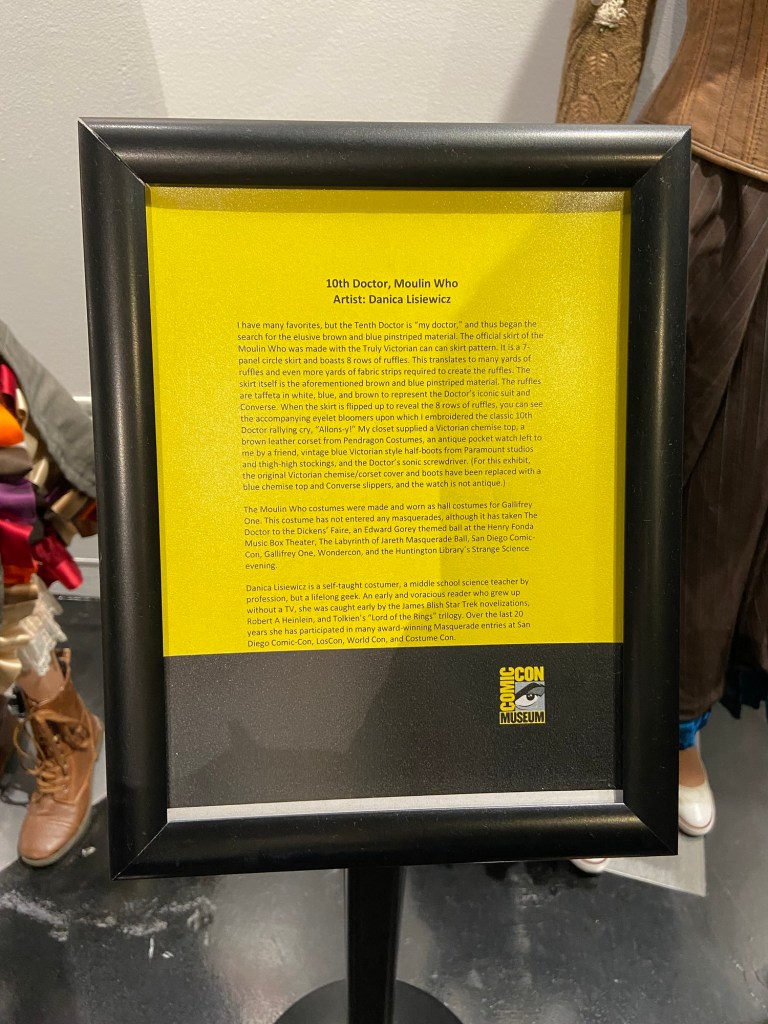 10th Doctor, Moulin Who
Artist: Danica Lisiewicz
I have many favorites, but the Tenth Doctor is "my doctor," and thus began the
search for the elusive brown and blue pinstriped material. The official skirt of the
Moulin Who was made with the Truly Victorian can can skirt pattern. It is a 7-
panel circle skirt and boasts 8 rows of ruffles. This translates to many yards of
ruffles and even more yards of fabric strips required to create the ruffles. The
skirt itself is the aforementioned brown and blue pinstriped material. The ruffles
are taffeta in white, blue, and brown to represent the Doctor's iconic suit and
Converse. When the skirt is flipped up to reveal the 8 rows of ruffles, you can see
the accompanying eyelet bloomers upon which I embroidered the classic 10th
Doctor rallying cry, "Allons-y!" My closet supplied a Victorian chemise top, a
brown leather corset from Pendragon Costumes, an antique pocket watch left to
me by a friend, vintage blue Victorian style half-boots from Paramount studios
and thigh-high stockings, and the Doctor's sonic screwdriver. (For this exhibit,
the original Victorian chemise/corset cover and boots have been replaced with a
blue chemise top and Converse slippers, and the watch is not antique.)
The Moulin Who costumes were made and worn as hall costumes for Gallifrey
One. This costume has not entered any masquerades, although it has taken The
Doctor to the Dickens' Faire, an Edward Gorey themed ball at the Henry Fonda
Music Box Theater, The Labyrinth of Jareth Masquerade Ball, San Diego Comic-
Con, Gallifrey One, Wondercon, and the Huntington Library's Strange Science
evening.
Danica Lisiewicz is a self-taught costumer, a middle school science teacher by
profession, but a lifelong geek. An early and voracious reader who grew up
without a TV, she was caught early by the James Blish Star Trek novelizations,
Robert A Heinlein, and Tolkien's "Lord of the Rings" trilogy. Over the last 20
years she has participated in many award-winning Masquerade entries at San
Diego Comic-Con, LosCon, World Con, and Costume Con.
COMIC CON
MUSEUM